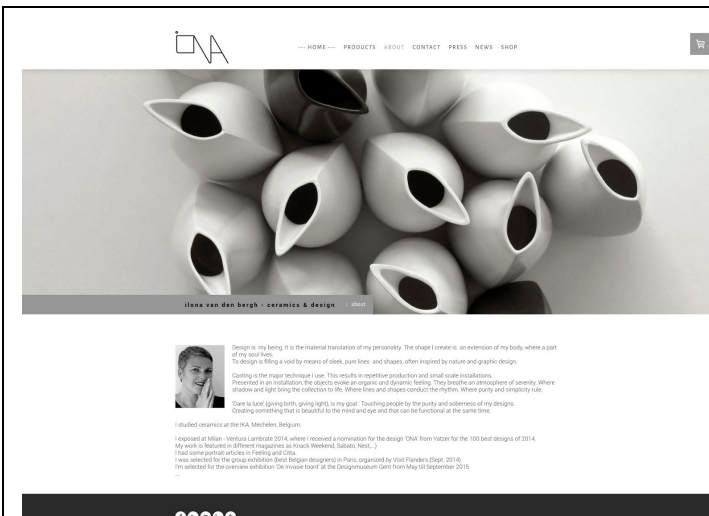 ONA
--- HOME --- PRODUCTS ABOUT CONTACT PRESS NEWS SHOP
ilona van den bergh - ceramics & design : about
Design is my being. It is the material translation of my personality. The shape I create is an extension of my body, where a part
of my soul lives.
To design is filling a void by means of sleek, pure lines and shapes, often inspired by nature and graphic design.
Casting is the major technique I use. This results in repetitive production and small scale installations.
Presented in an installation, the objects evoke an organic and dynamic feeling. They breathe an atmosphere of serenity. Where
shadow and light bring the collection to life. Where lines and shapes conduct the rhythm. Where purity and simplicity rule.
'Dare la luce' (giving birth, giving light), is my goal : Touching people by the purity and soberness of my designs.
Creating something that is beautiful to the mind and eye and that can be functional at the same time.
I studied ceramics at the IKA, Mechelen, Belgium.
I exposed at Milan - Ventura Lambrate 2014, where I received a nomination for the design 'ONA' from Yatzer for the 100 best designs of 2014.
My work is featured in different magazines as Knack Weekend, Sabato, Nest,...)
I had some portrait-articles in Feeling and Citta.
I was selected for the group exhibition (best Belgian designers) in Paris, organized by Visit Flanders.(Sept. 2014)
I'm selected for the overview exhibition 'De invasie toont' at the Designmuseum Gent from May till September 2015
...